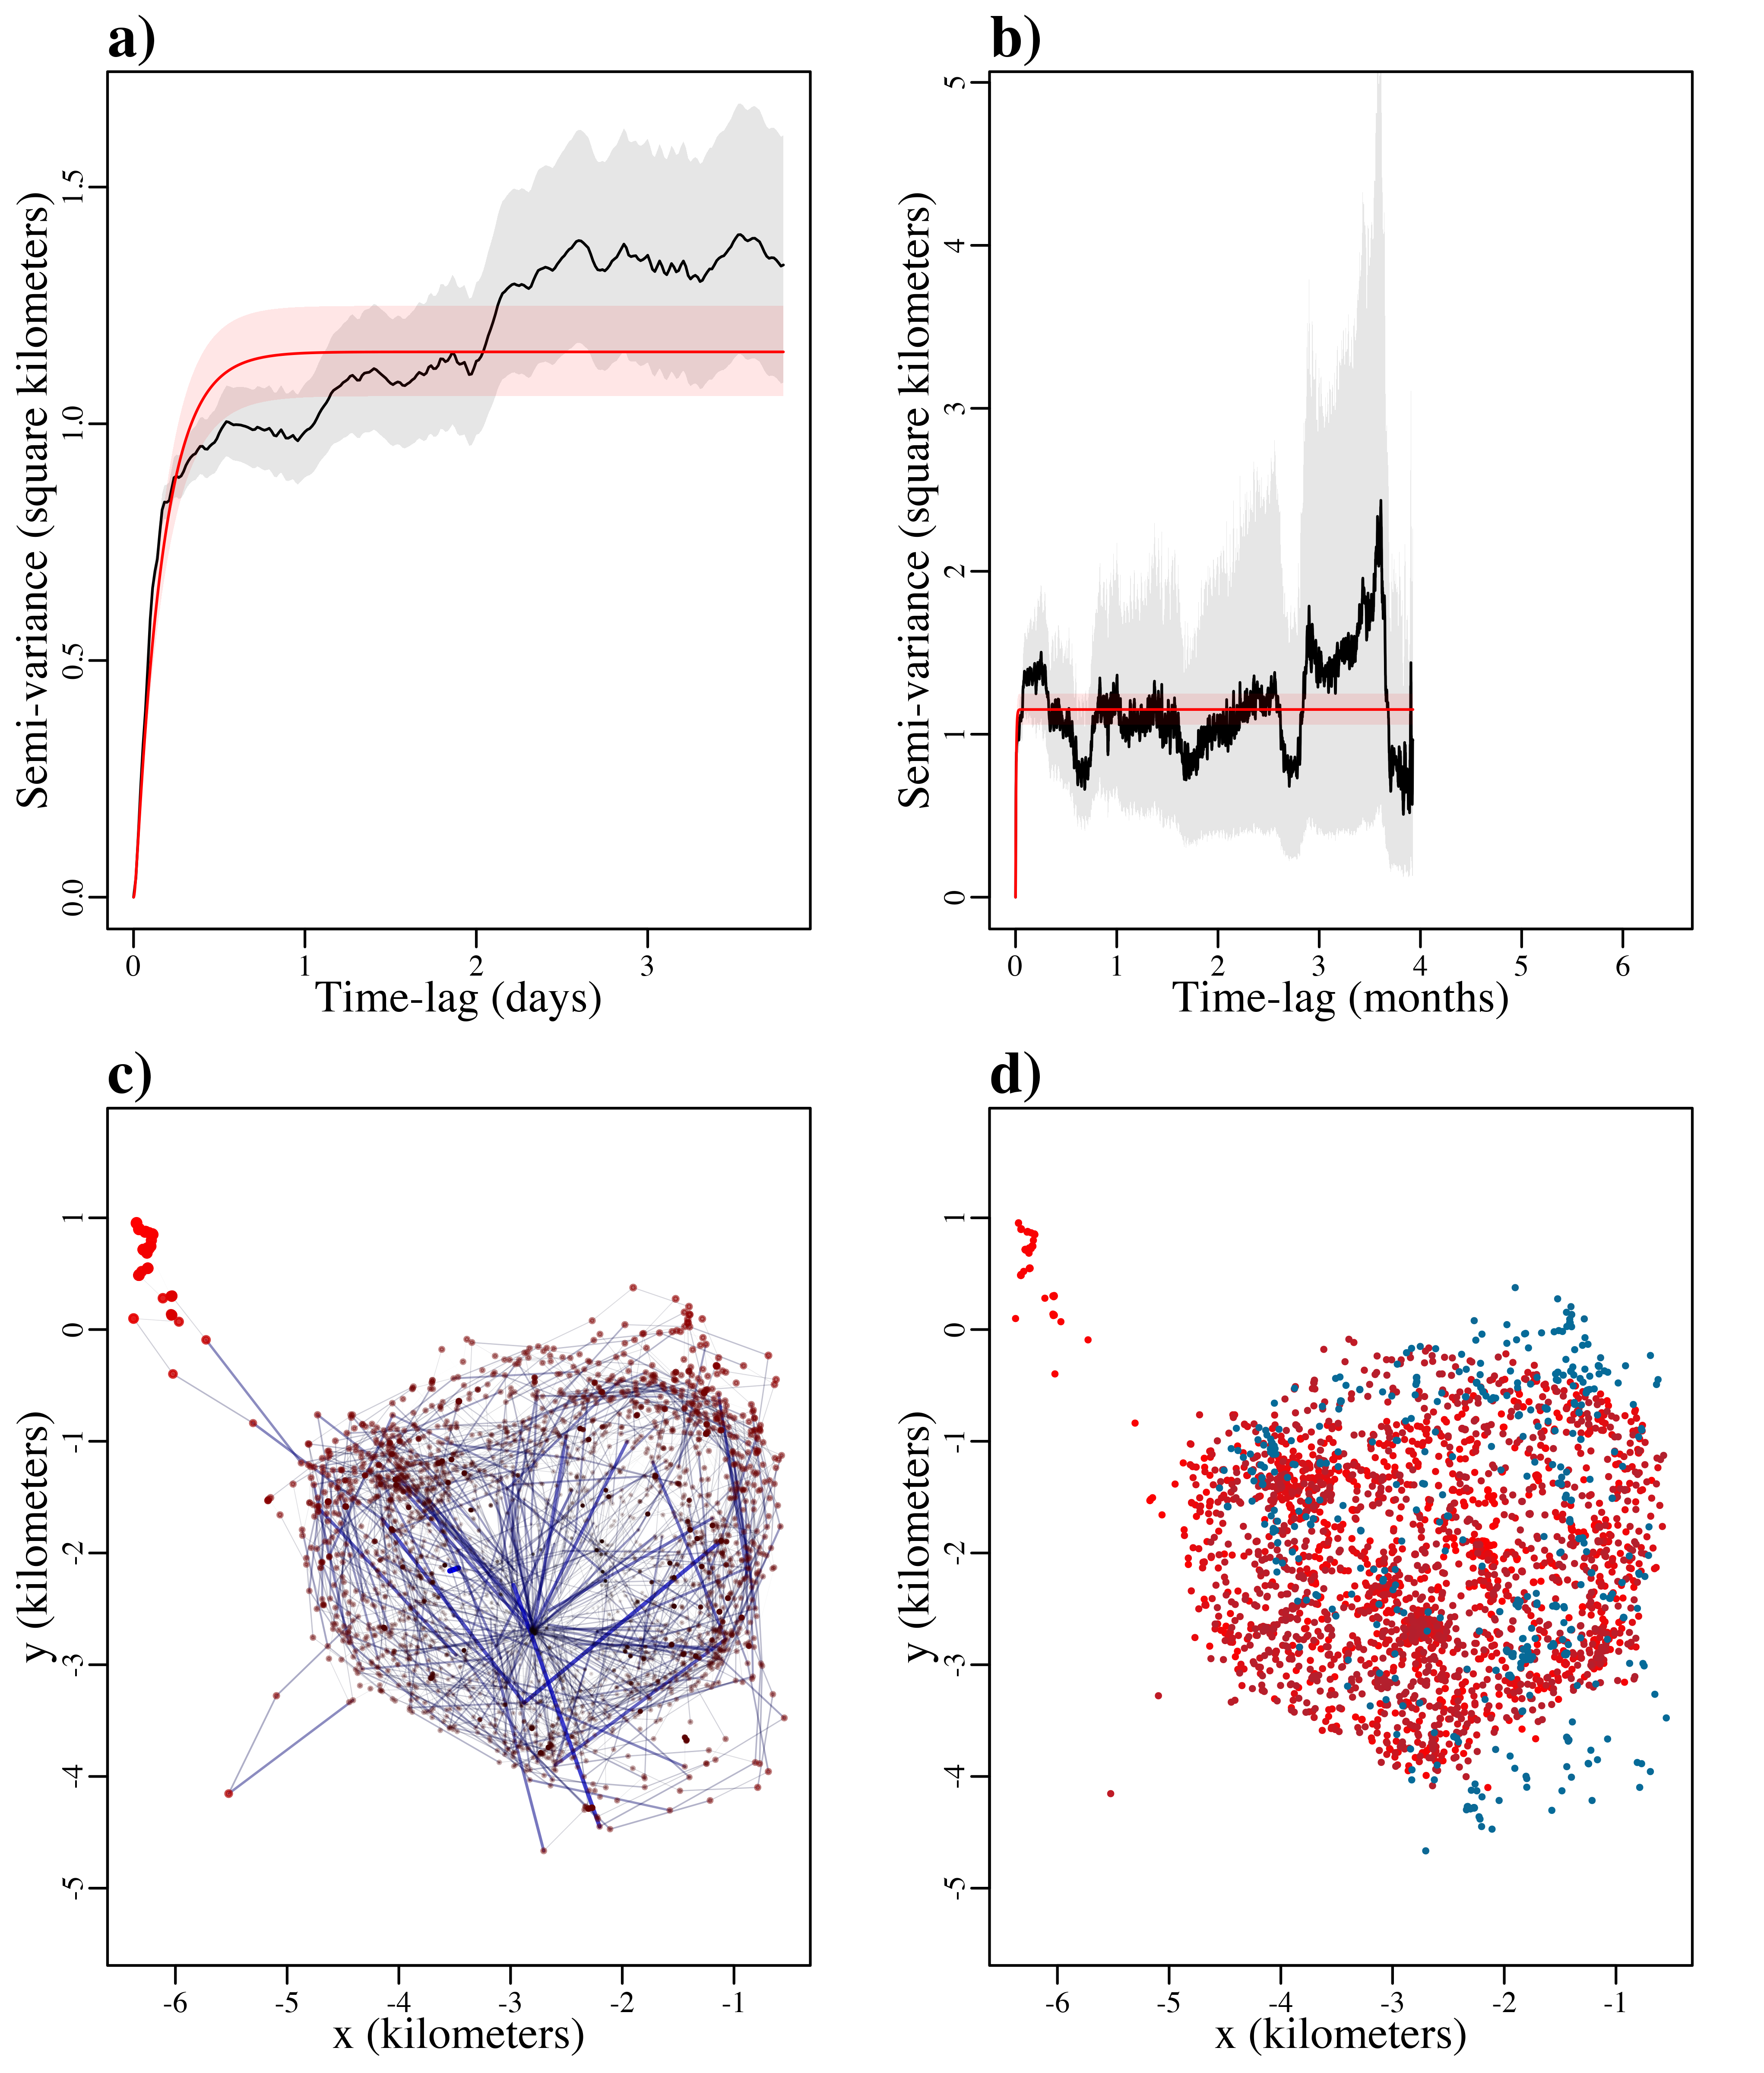 a)
Semi-variance (square kilometers)
0.0 0.5 1.0 1.5
0 1 2 3
Time-lag (days)
b)
Semi-variance (square kilometers)
0 1 2 3 4 5
0 1 2 3 4 5 6
Time-lag (months)
c)
y (kilometers)
-5 -4 -3 -2 -1 0 1
-6 -5 -4 -3 -2 -1
x (kilometers)
d)
y (kilometers)
-5 -4 -3 -2 -1 0 1
-6 -5 -4 -3 -2 -1
x (kilometers)